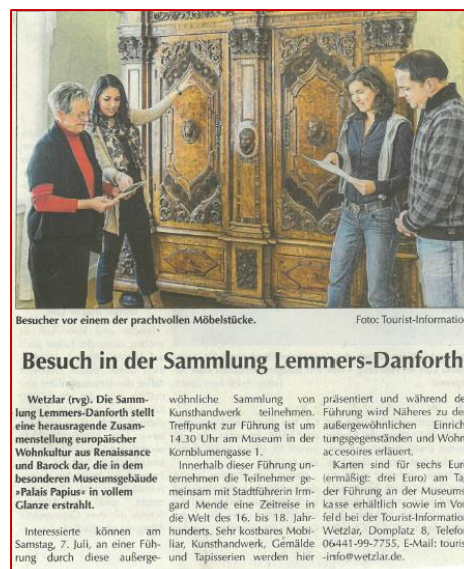 Besucher vor einem der prachtvollen Möbelstücke.
Foto: Tourist-Informatio
Besuch in der Sammlung Lemmers-Danforth
Wetzlar (rvg). Die Samm-
lung Lemmers-Danforth stellt
eine herausragende Zusam-
menstellung europäischer
Wohnkultur aus Renaissance
und Barock dar, die in dem
besonderen Museumsgebäude
»Palais Papius« in vollem
Glanze erstrahlt.
Interessierte können am
Samstag, 7. Juli, an einer Füh-
rung durch diese außerge-
wöhnliche Sammlung von
Kunsthandwerk teilnehmen.
Treffpunkt zur Führung ist um
14.30 Uhr am Museum in der
Kornblumengasse 1.
Innerhalb dieser Führung un-
ternehmen die Teilnehmer ge-
meinsam mit Stadtführerin Irm-
gard Mende eine Zeitreise in
die Welt des 16. bis 18. Jahr-
hunderts. Sehr kostbares Mobi-
liar, Kunsthandwerk, Gemälde
und Tapisserien werden hier
präsentiert und während de
Führung wird Näheres zu de
außergewöhnlichen Einrich
tungsgegenständen und Wohn
accesoires erläutert.
Karten sind für sechs Eur
(ermäßigt: drei Euro) am Ta
der Führung an der Museums
kasse erhältlich sowie im Vor
feld bei der Tourist-Informatio
Wetzlar, Domplatz 8, Telefo
06441-99-7755, E-Mail: touris
-info@wetzlar.de.